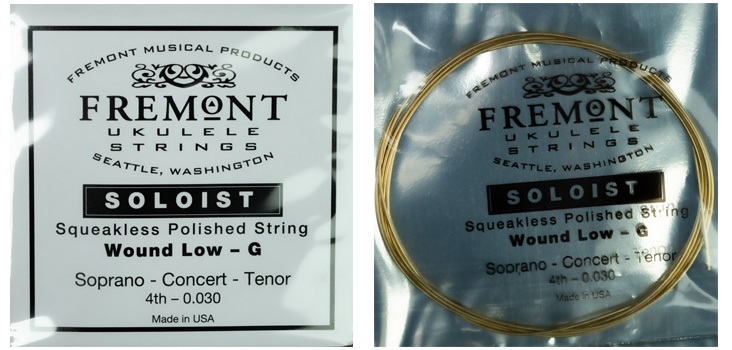 FREMONT MUSICAL PRODUCTS
FREMONT
UKULELE
STRINGS
SEATTLE, WASHINGTON
SOLOIST
Squeakless Polished String
Wound Low – G
Soprano - Concert - Tenor
4th – 0.030
Made in USA
FREMONT MUSICAL PRODUCTS
FREMONT
UKULELE
STRINGS
SEATTLE, WASHINGTON
SOLOIST
Squeakless Polished String
Wound Low – G
Soprano - Concert - Tenor
4th – 0.030
Made in USA